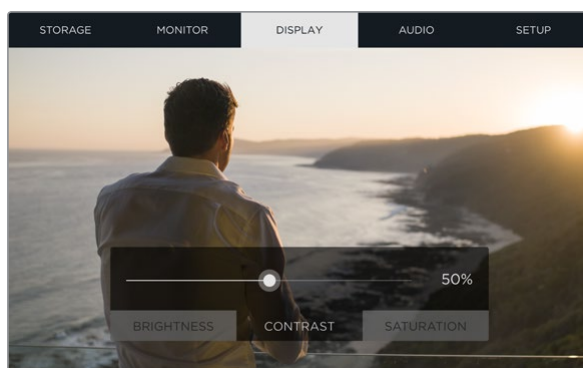 STORAGE MONITOR DISPLAY AUDIO SETUP
50%
BRIGHTNESS CONTRAST SATURATION